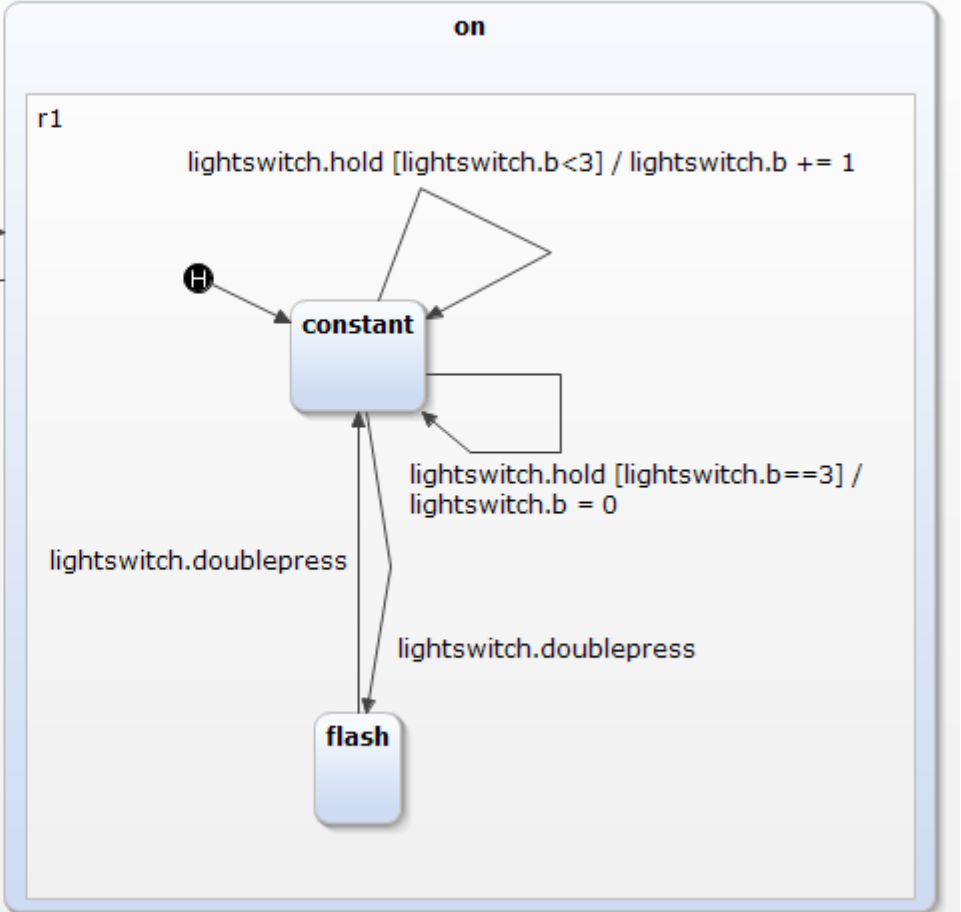 on
r1
lightswitch.hold [lightswitch.b<3] / lightswitch.b += 1
H
constant
lightswitch.hold [lightswitch.b==3] /
lightswitch.b = 0
lightswitch.doublepress
lightswitch.doublepress
flash